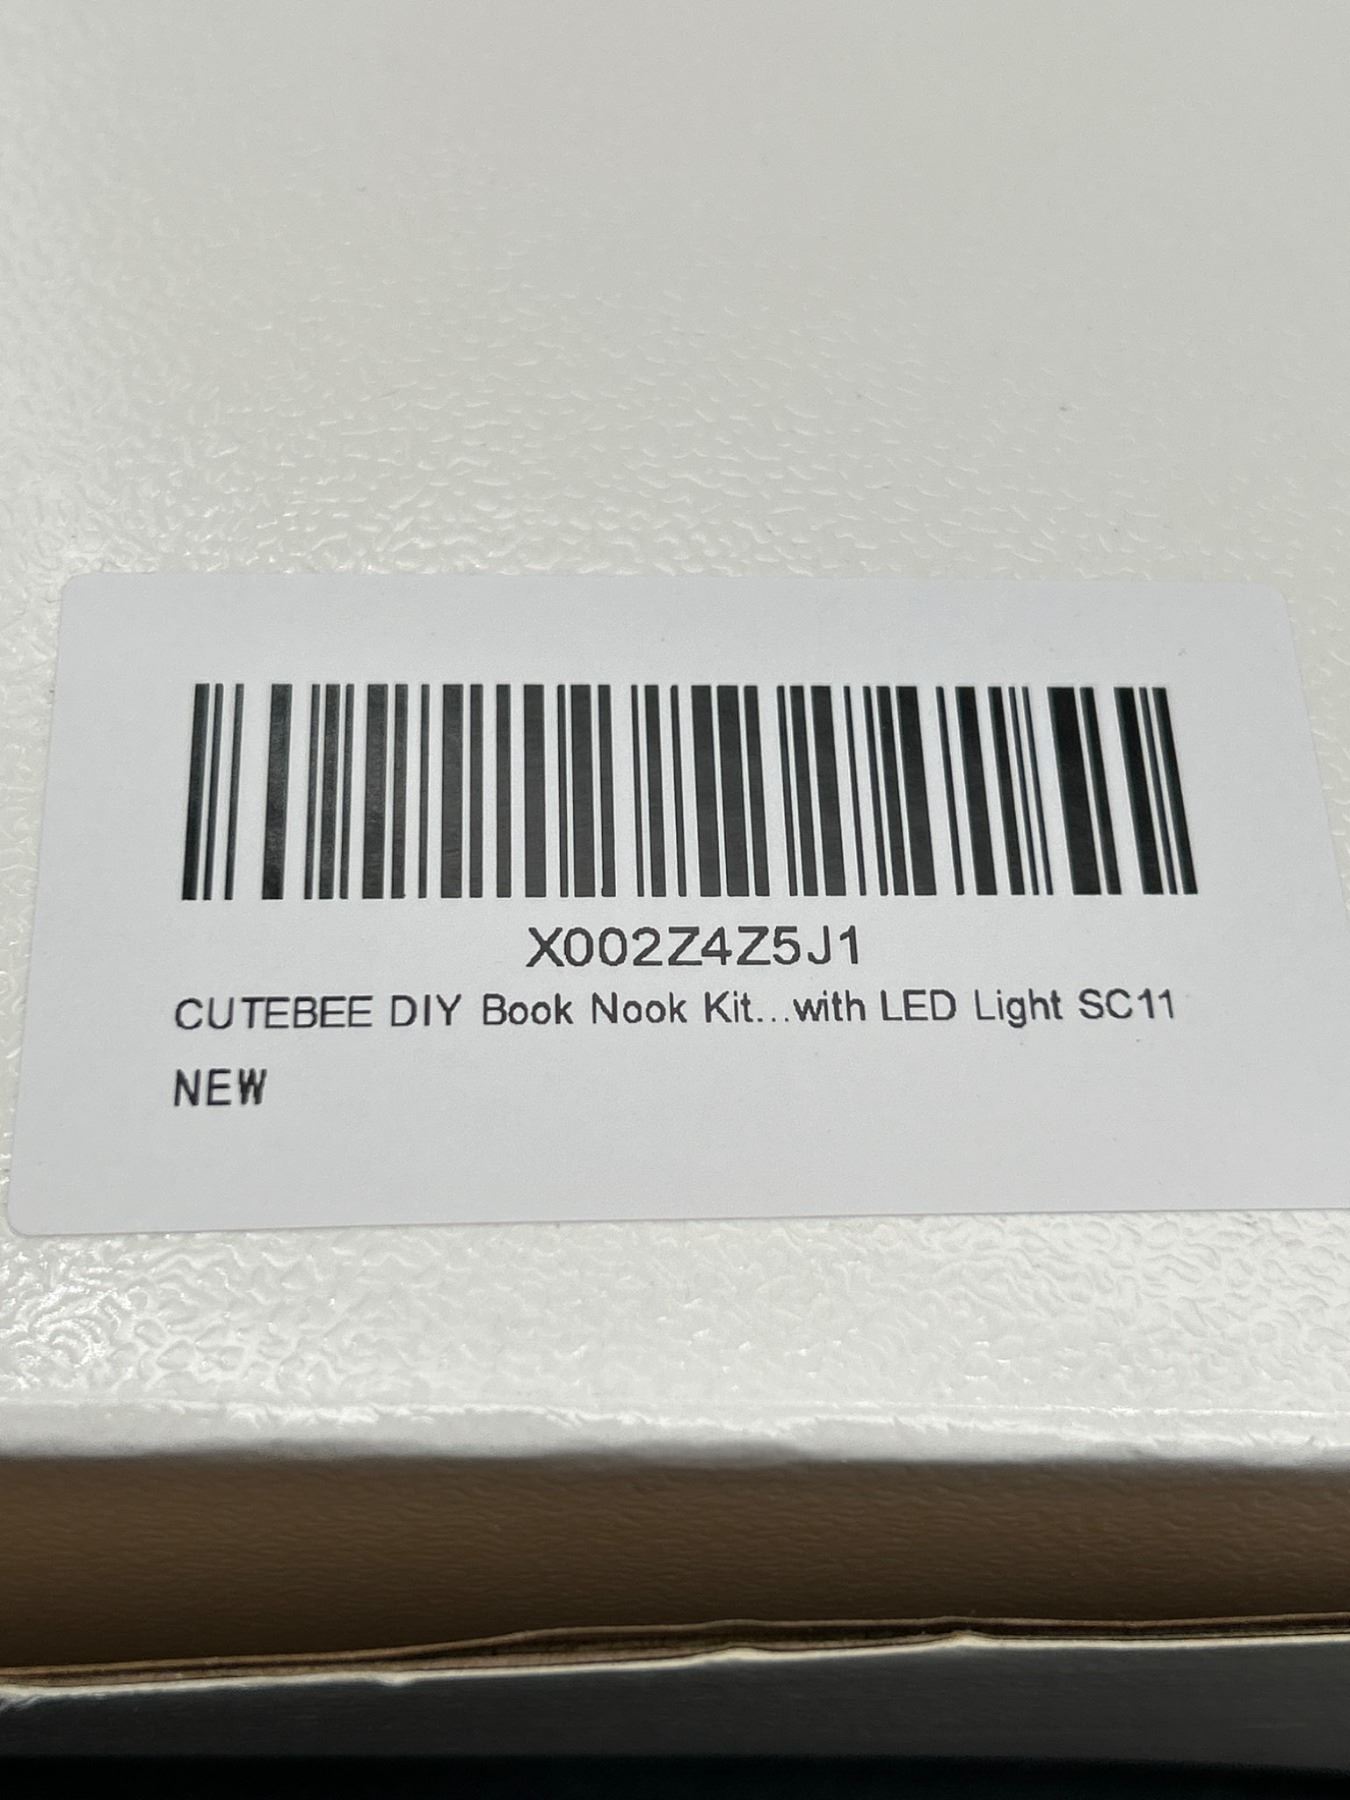 X002Z4Z5J1
CUTEBEE DIY Book Nook Kit...with LED Light SC11
NEW